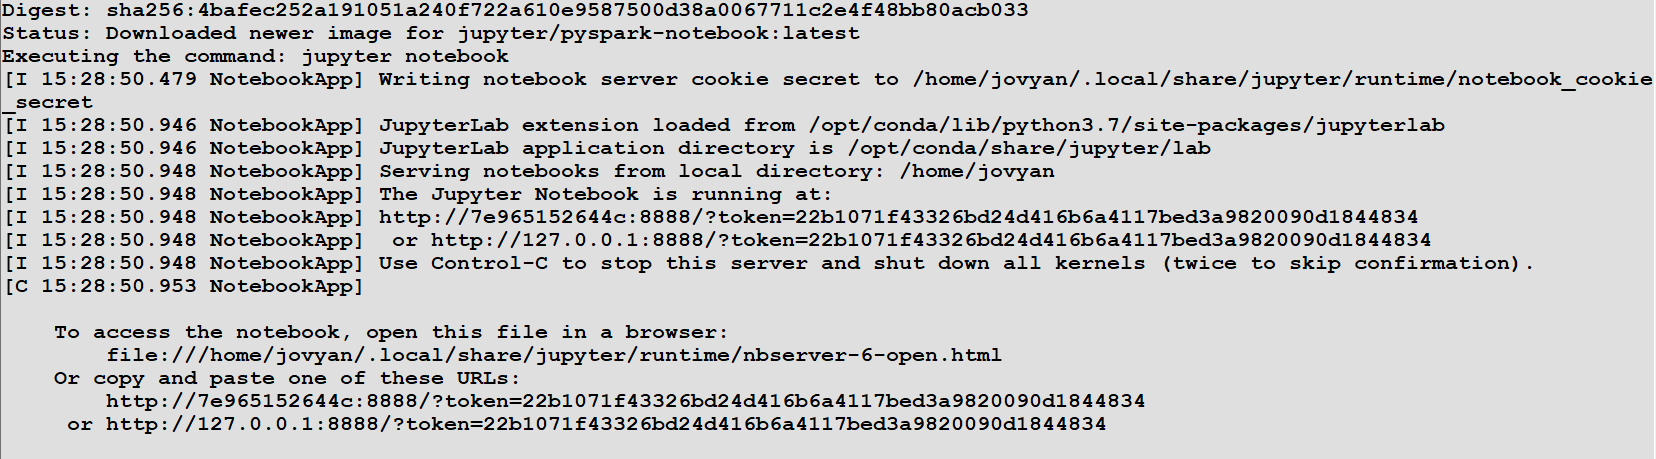 Digest: sha256:4bafec252a191051a240f722a610e9587500d38a0067711c2e4f48bb80acb033
Status: Downloaded newer image for jupyter/pyspark-notebook:latest
Executing the command: jupyter notebook
[I 15:28:50.479 NotebookApp] Writing notebook server cookie secret to /home/jovyan/.local/share/jupyter/runtime/notebook_cookie
_secret
[I 15:28:50.946 NotebookApp] JupyterLab extension loaded from /opt/conda/lib/python3.7/site-packages/jupyterlab
[I 15:28:50.946 NotebookApp] JupyterLab application directory is /opt/conda/share/jupyter/lab
[I 15:28:50.948 NotebookApp] Serving notebooks from local directory: /home/jovyan
[I 15:28:50.948 NotebookApp] The Jupyter Notebook is running at:
[I 15:28:50.948 NotebookApp] http://7e965152644c:8888/?token=22b1071f43326bd24d416b6a4117bed3a9820090d1844834
[I 15:28:50.948 NotebookApp]  or http://127.0.0.1:8888/?token=22b1071f43326bd24d416b6a4117bed3a9820090d1844834
[I 15:28:50.948 NotebookApp] Use Control-C to stop this server and shut down all kernels (twice to skip confirmation).
[C 15:28:50.953 NotebookApp]
    To access the notebook, open this file in a browser:
        file:///home/jovyan/.local/share/jupyter/runtime/nbserver-6-open.html
    Or copy and paste one of these URLs:
        http://7e965152644c:8888/?token=22b1071f43326bd24d416b6a4117bed3a9820090d1844834
     or http://127.0.0.1:8888/?token=22b1071f43326bd24d416b6a4117bed3a9820090d1844834